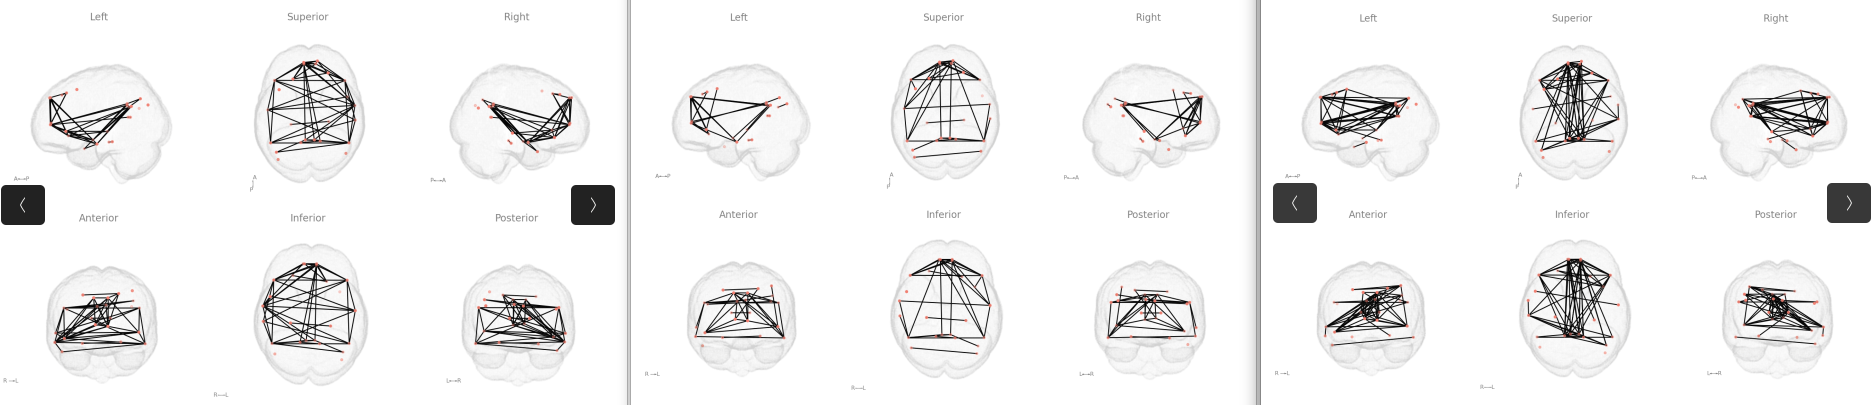 Left Superior Right
A⟷P
A
P
P⟷A
Anterior Inferior Posterior
R⟷L
R⟷L
L⟷R
Left Superior Right
A⟷P
A
P
P⟷A
Anterior Inferior Posterior
R⟷L
R⟷L
L⟷R
Left Superior Right
A⟷P
A
P
P⟷A
Anterior Inferior Posterior
R⟷L
R⟷L
L⟷R